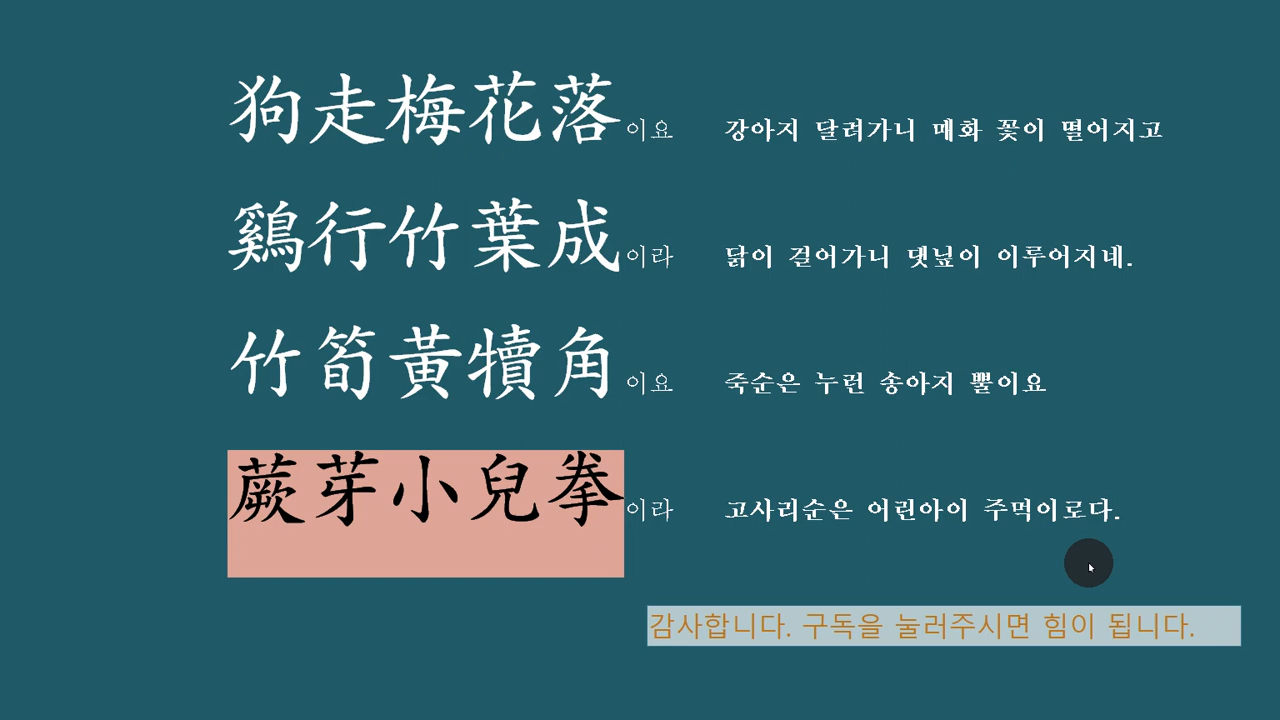 狗走梅花落이요 강아지 달려가니 매화 꽃이 떨어지고
鷄行竹葉成이라 닭이 걸어가니 댓닢이 이루어지네.
竹筍黃犢角이요 죽순은 누런 송아지 뿔이요
蕨芽小兒拳이라 고사리순은 어린아이 주먹이로다.
감사합니다. 구독을 눌러주시면 힘이 됩니다.